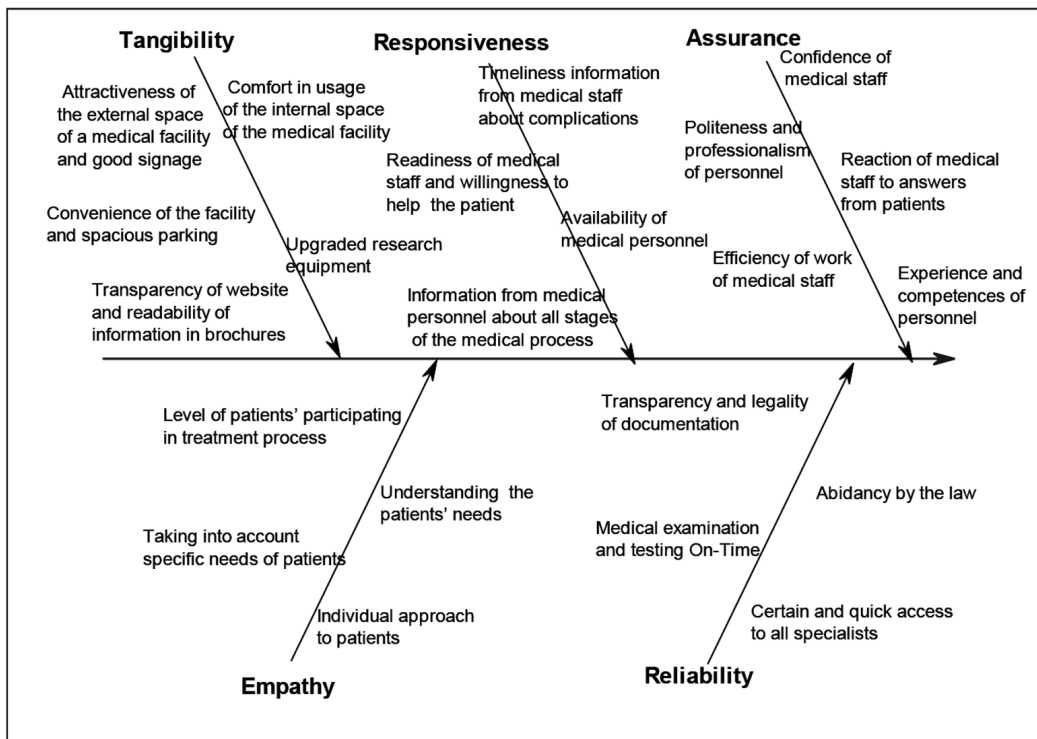 Tangibility
Attractiveness of
the external space
of a medical facility
and good signage
Comfort in usage
of the internal space
of the medical facility
Convenience of the facility
and spacious parking
Upgraded research
equipment
Transparency of website
and readability of
information in brochures
Responsiveness
Timeliness information
from medical staff
about complications
Readiness of medical
staff and willingness to
help the patient
Availability of
medical personnel
Information from medical
personnel about all stages
of the medical process
Assurance
Confidence of
medical staff
Politeness and
professionalism
of personnel
Reaction of medical
staff to answers
from patients
Efficiency of work
of medical staff
Experience and
competences of
personnel
Level of patients’ participating
in treatment process
Understanding the
patients’ needs
Taking into account
specific needs of patients
Individual approach
to patients
Empathy
Transparency and legality
of documentation
Abidancy by the law
Medical examination
and testing On-Time
Certain and quick access
to all specialists
Reliability